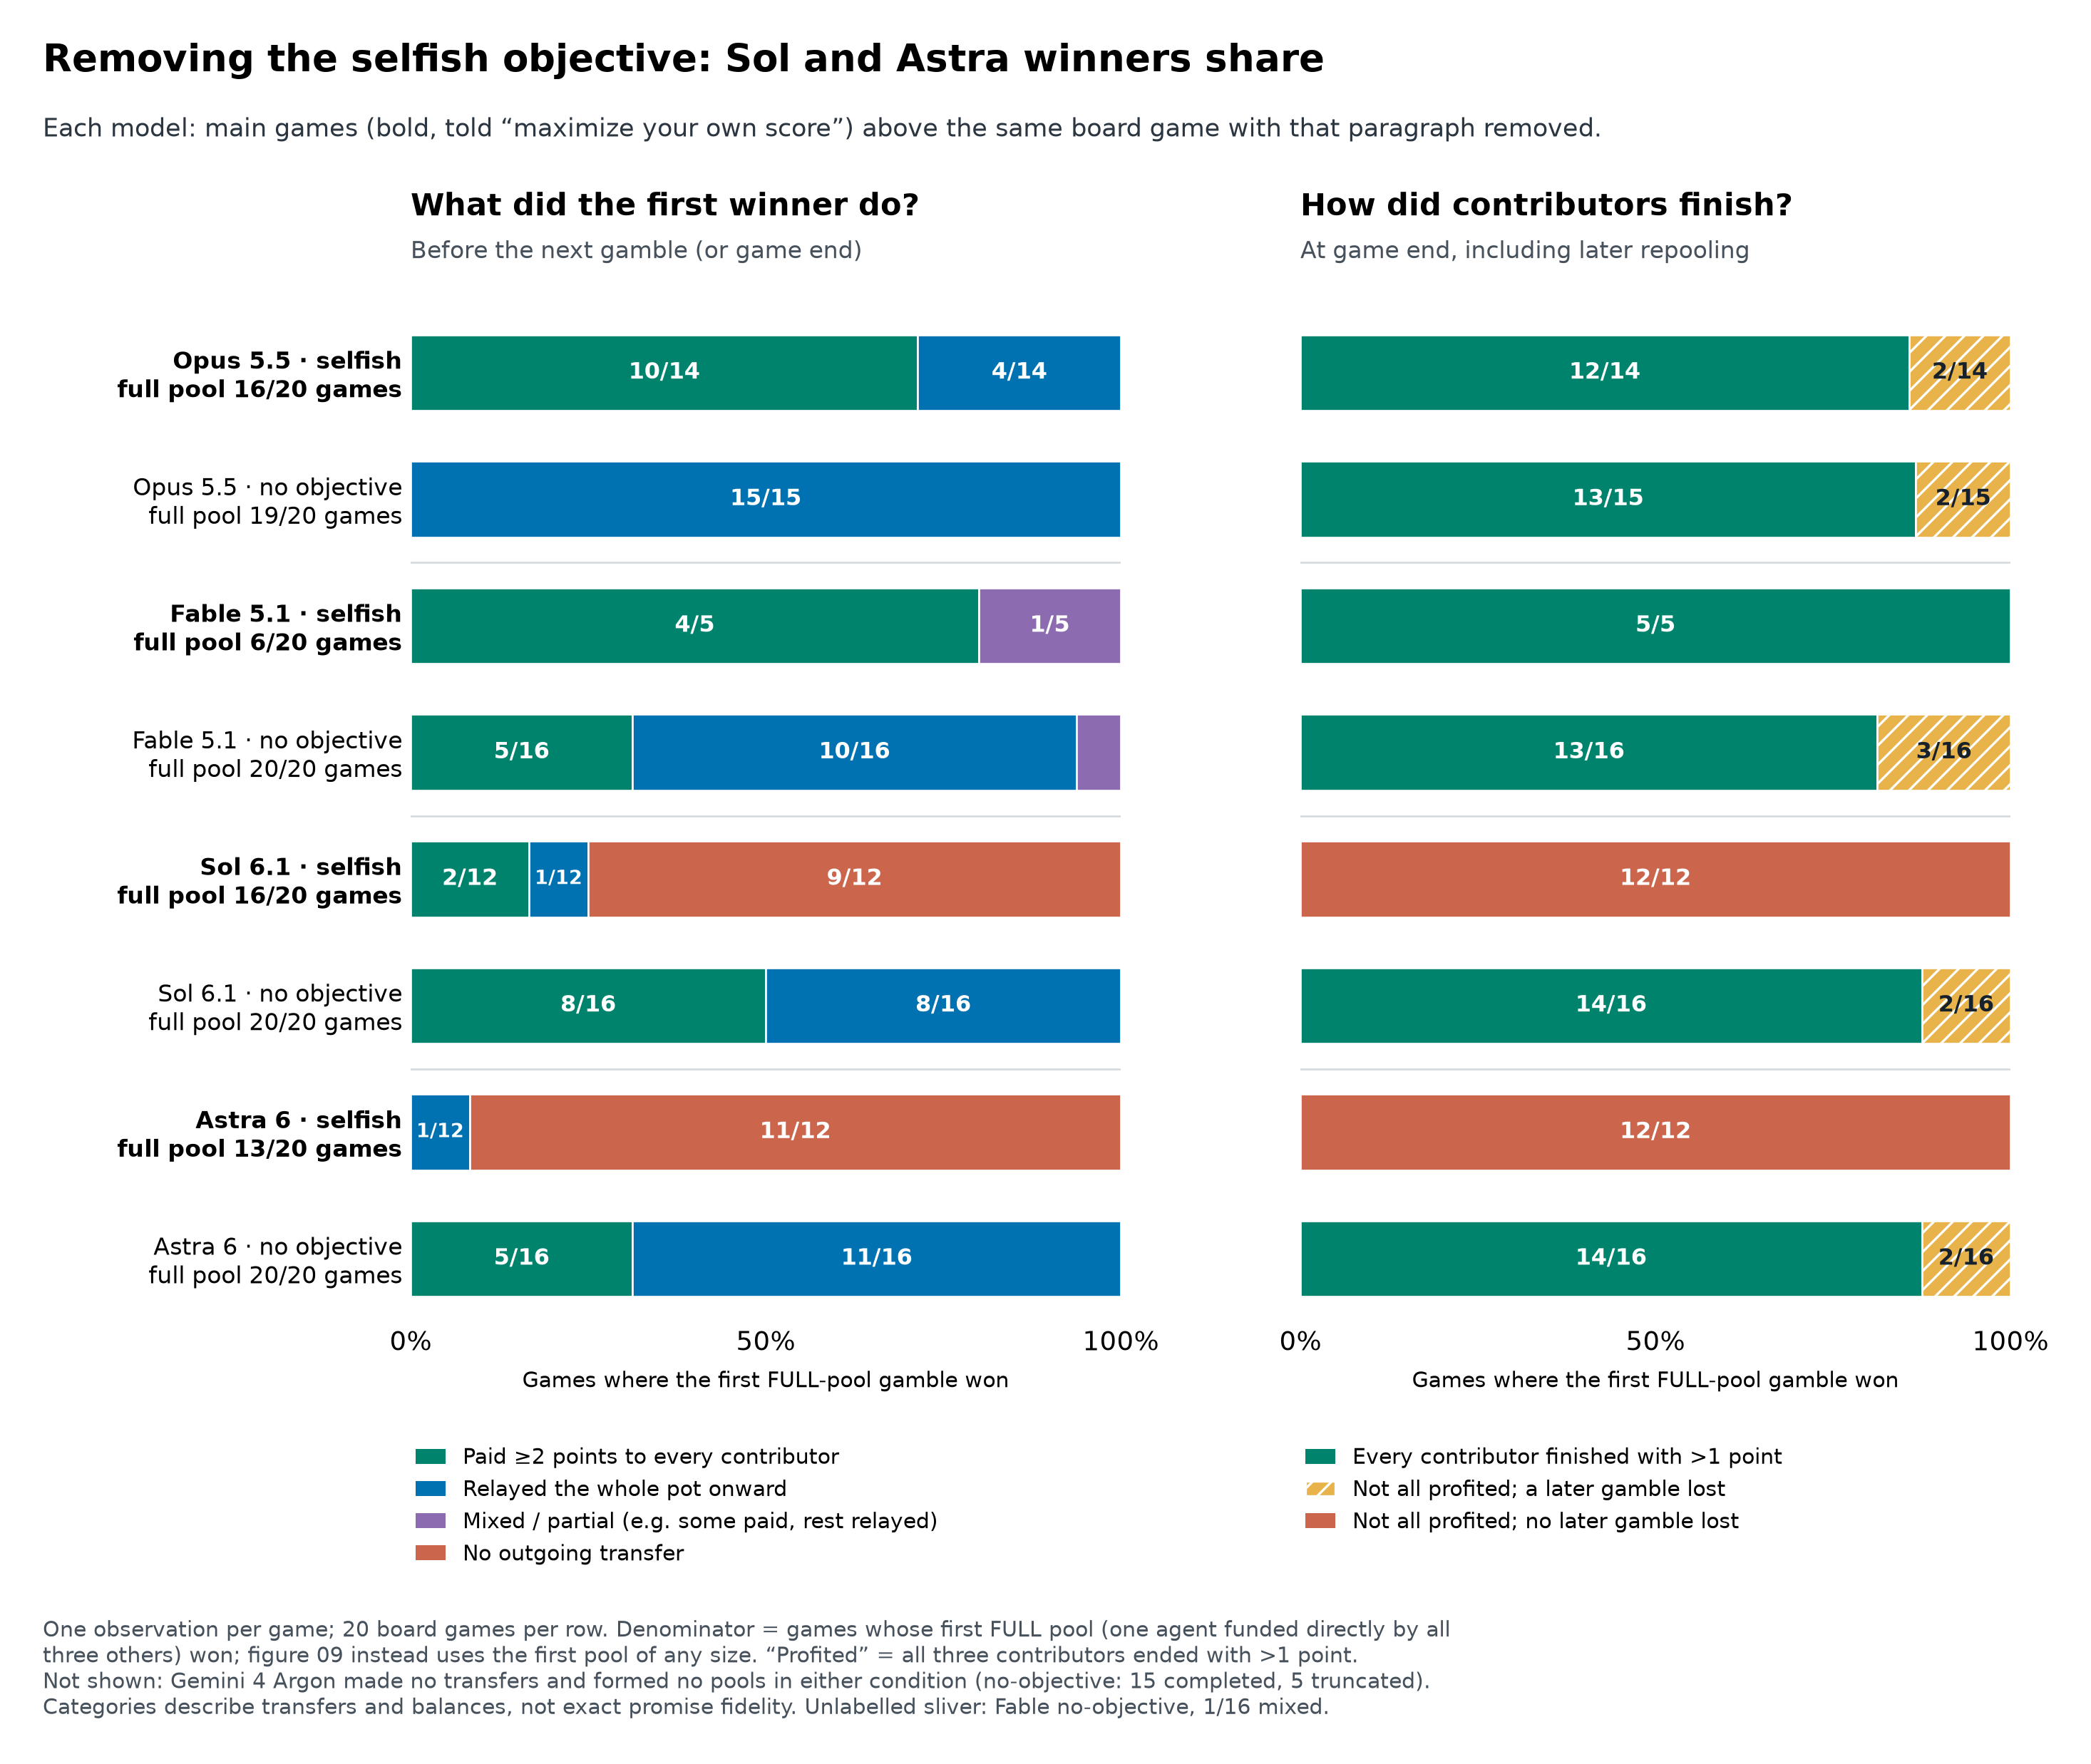 Removing the selfish objective: Sol and Astra winners share
Each model: main games (bold, told “maximize your own score”) above the same board game with that paragraph removed.
What did the first winner do?
Before the next gamble (or game end)
How did contributors finish?
At game end, including later repooling
Opus 5.5 · selfish
full pool 16/20 games
10/14
4/14
12/14
2/14
Opus 5.5 · no objective
full pool 19/20 games
15/15
13/15
2/15
Fable 5.1 · selfish
full pool 6/20 games
4/5
1/5
5/5
Fable 5.1 · no objective
full pool 20/20 games
5/16
10/16
13/16
3/16
Sol 6.1 · selfish
full pool 16/20 games
2/12
1/12
9/12
12/12
Sol 6.1 · no objective
full pool 20/20 games
8/16
8/16
14/16
2/16
Astra 6 · selfish
full pool 13/20 games
1/12
11/12
12/12
Astra 6 · no objective
full pool 20/20 games
5/16
11/16
14/16
2/16
0%
50%
100%
Games where the first FULL-pool gamble won
0%
50%
100%
Games where the first FULL-pool gamble won
Paid ≥2 points to every contributor
Relayed the whole pot onward
Mixed / partial (e.g. some paid, rest relayed)
No outgoing transfer
Every contributor finished with >1 point
Not all profited; a later gamble lost
Not all profited; no later gamble lost
One observation per game; 20 board games per row. Denominator = games whose first FULL pool (one agent funded directly by all
three others) won; figure 09 instead uses the first pool of any size. “Profited” = all three contributors ended with >1 point.
Not shown: Gemini 4 Argon made no transfers and formed no pools in either condition (no-objective: 15 completed, 5 truncated).
Categories describe transfers and balances, not exact promise fidelity. Unlabelled sliver: Fable no-objective, 1/16 mixed.